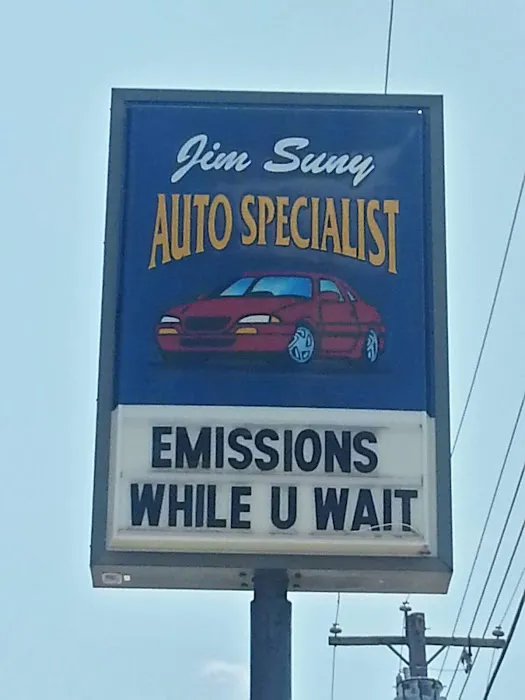 Jim Suny
AUTO SPECIALIST
EMISSIONS
WHILE U WAIT